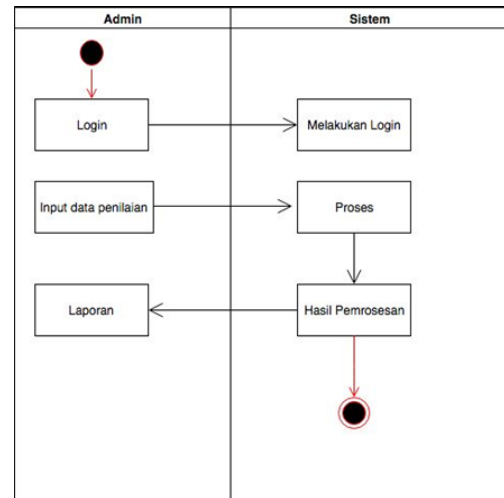 Admin
Sistem
Login
Melakukan Login
Input data penilaian
Proses
Laporan
Hasil Pemrosesan